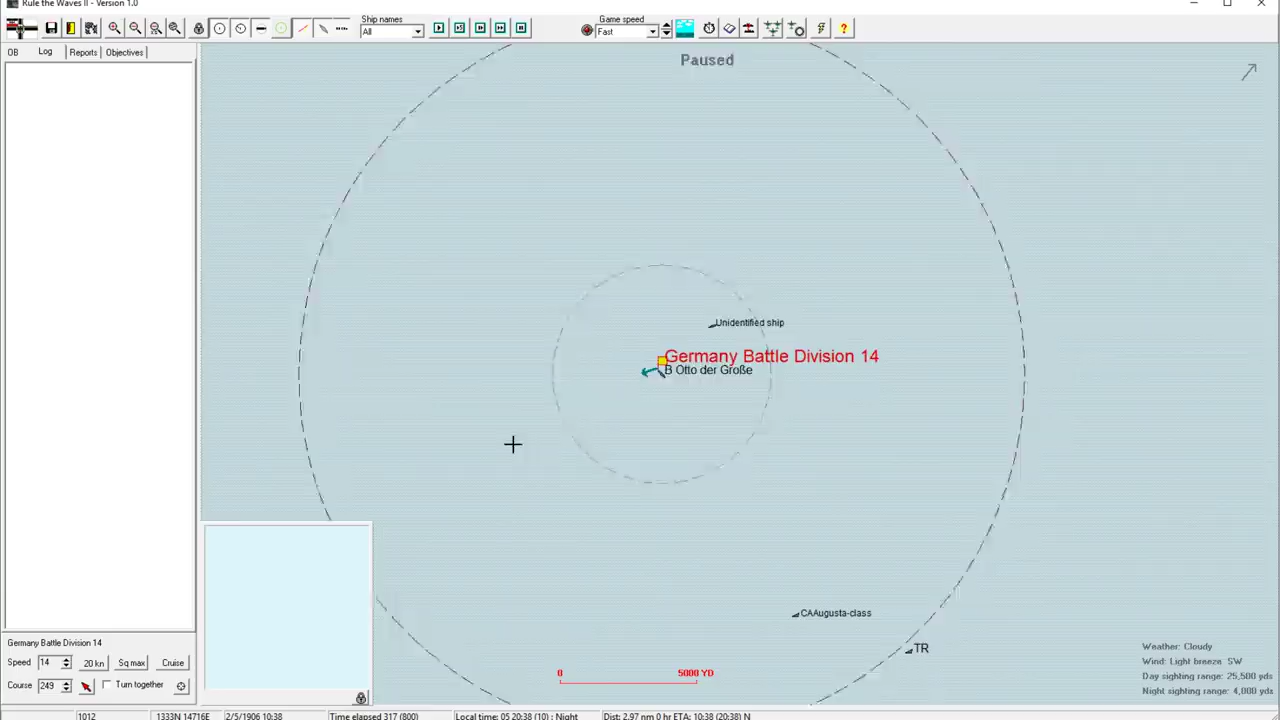 Rule the Waves II - Version 1.0
Ship names
All
Game speed
Fast
OB
Log
Reports
Objectives
Paused
Unidentified ship
Germany Battle Division 14
B Otto der Große
CAAugusta-class
TR
0 5000 YD
Weather: Cloudy
Wind: Light breeze SW
Day sighting range: 25,500 yds
Night sighting range: 4,000 yds
Germany Battle Division 14
Speed 14 20 kn Sq max Cruise
Course 249 Turn together
1012 1333N 14716E 2/5/1906 10:38 Time elapsed 317 (800) Local time: 05 20:38 (10) : Night Dist: 2.97 nm 0 hr ETA: 10:38 (20:38) N